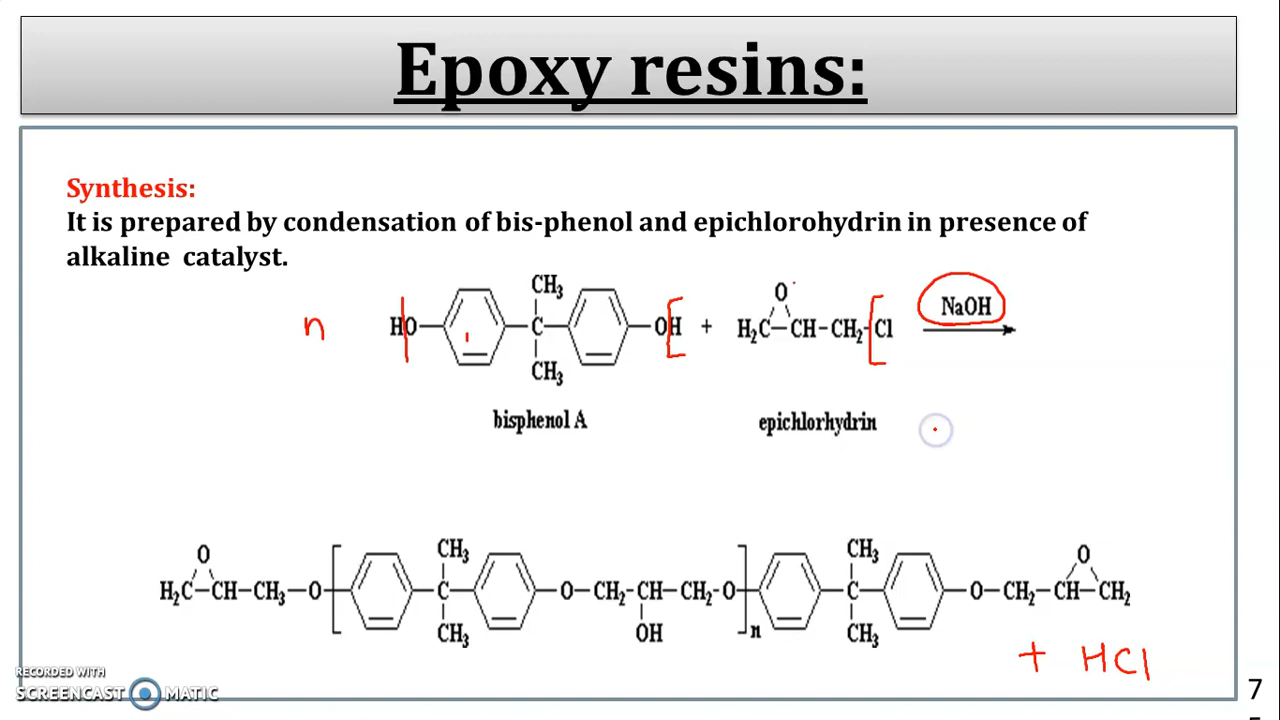 Epoxy resins:
Synthesis:
It is prepared by condensation of bis-phenol and epichlorohydrin in presence of
alkaline catalyst.
CH3
O
NaOH
n HO C OH + H2C-CH-CH2-Cl
CH3
bisphenol A epichlorhydrin
O CH3 CH3 O
H2C-CH-CH3-O C O-CH2-CH-CH2-O C O-CH2-CH-CH2
CH3 OH n CH3
+ HCl
RECORDED WITH
SCREENCAST MATIC
7